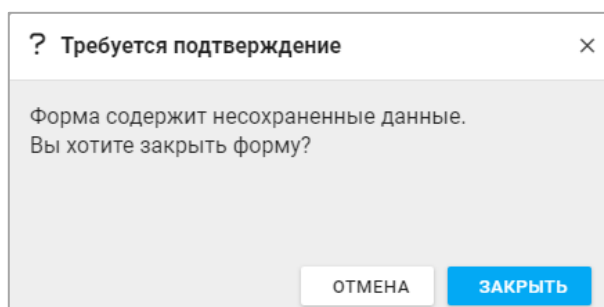 ? Требуется подтверждение
Форма содержит несохраненные данные.
Вы хотите закрыть форму?
ОТМЕНА ЗАКРЫТЬ